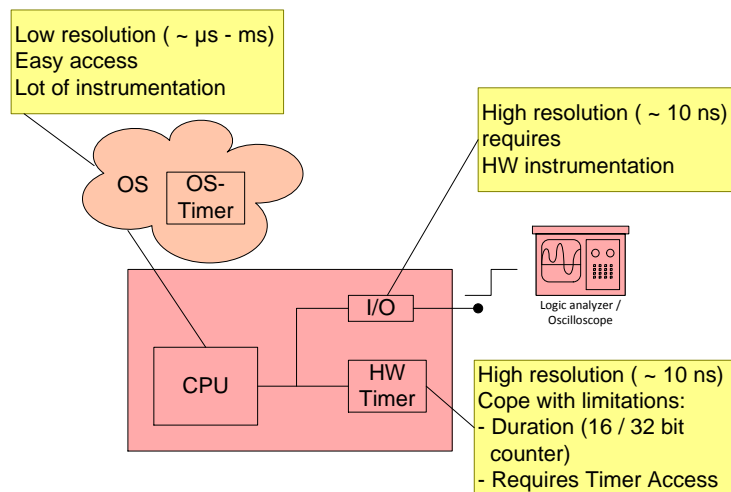 Low resolution ( ~ µs - ms)
Easy access
Lot of instrumentation
High resolution ( ~ 10 ns)
requires
HW instrumentation
OS
OS-
Timer
I/O
Logic analyzer /
Oscilloscope
CPU
HW
Timer
High resolution ( ~ 10 ns)
Cope with limitations:
- Duration (16 / 32 bit
counter)
- Requires Timer Access